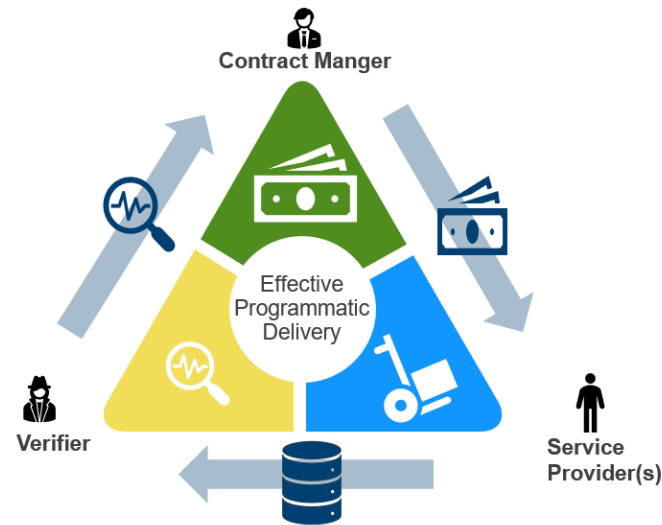 Contract Manger
Effective
Programmatic
Delivery
Verifier
Service
Provider(s)